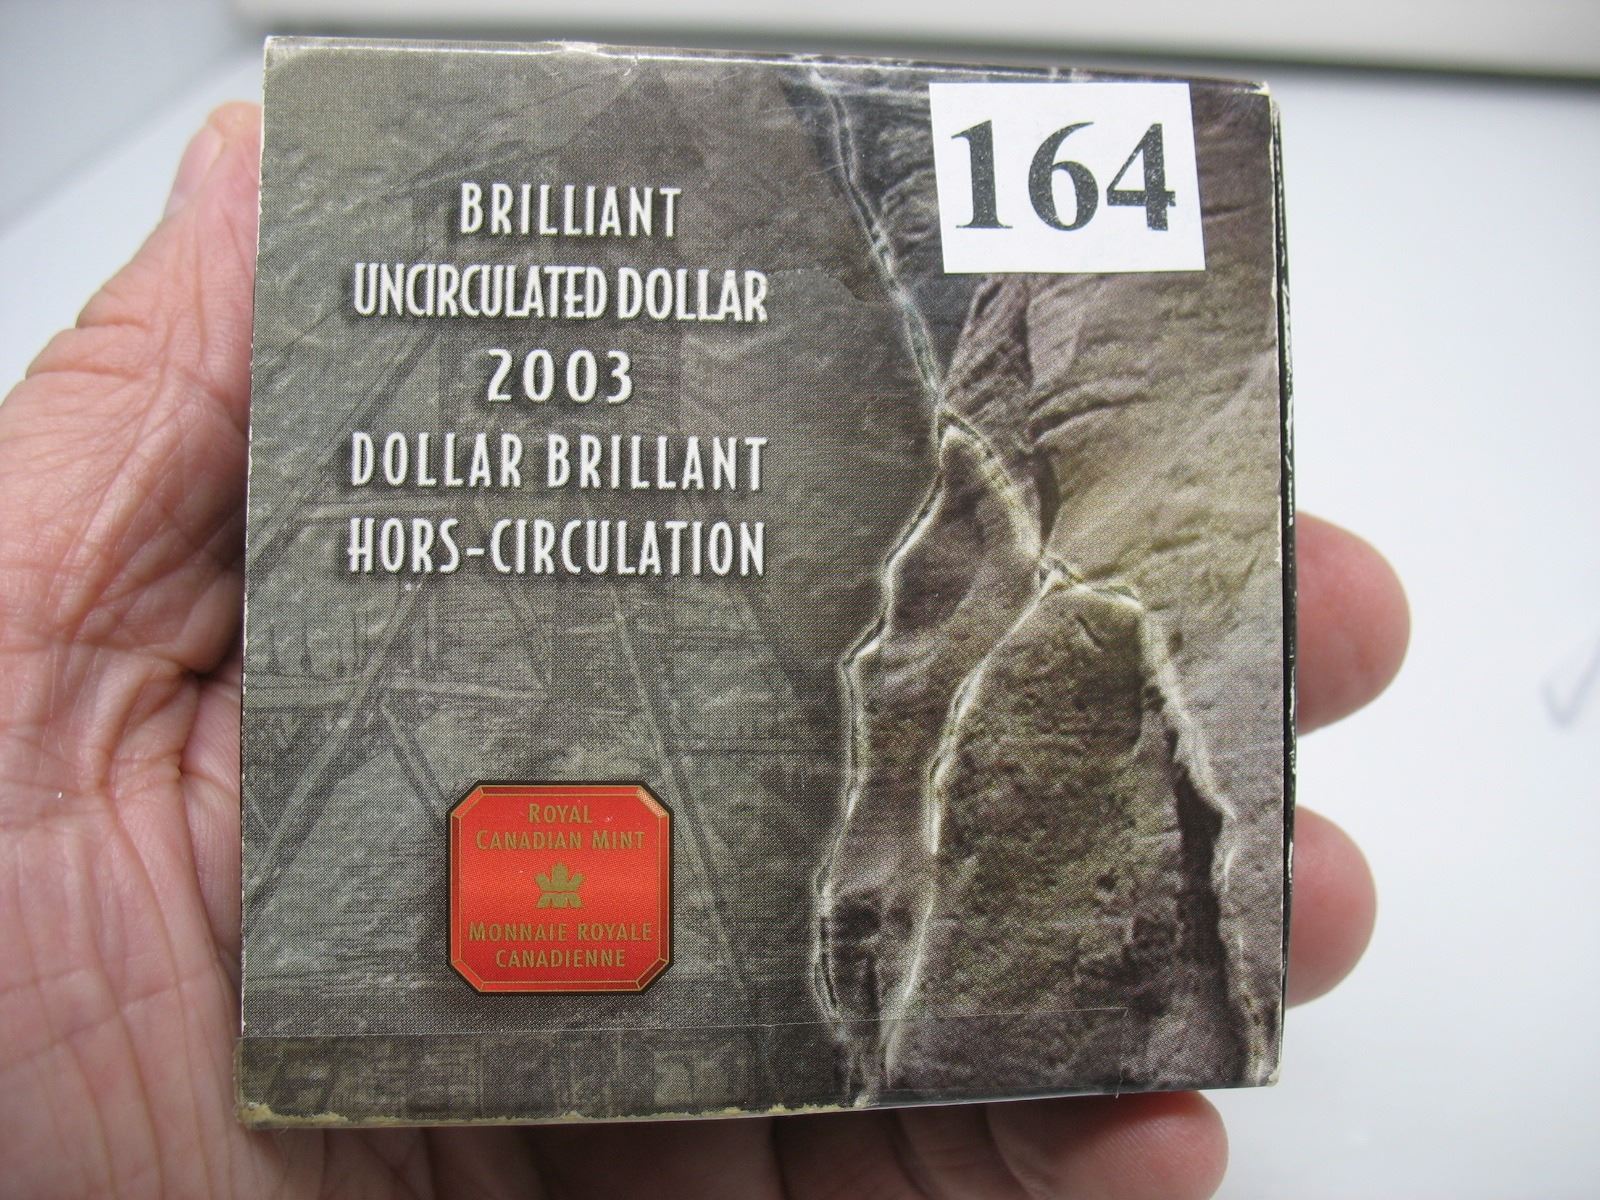 164
BRILLIANT
UNCIRCULATED DOLLAR
2003
DOLLAR BRILLANT
HORS-CIRCULATION
ROYAL
CANADIAN MINT
MONNAIE ROYALE
CANADIENNE